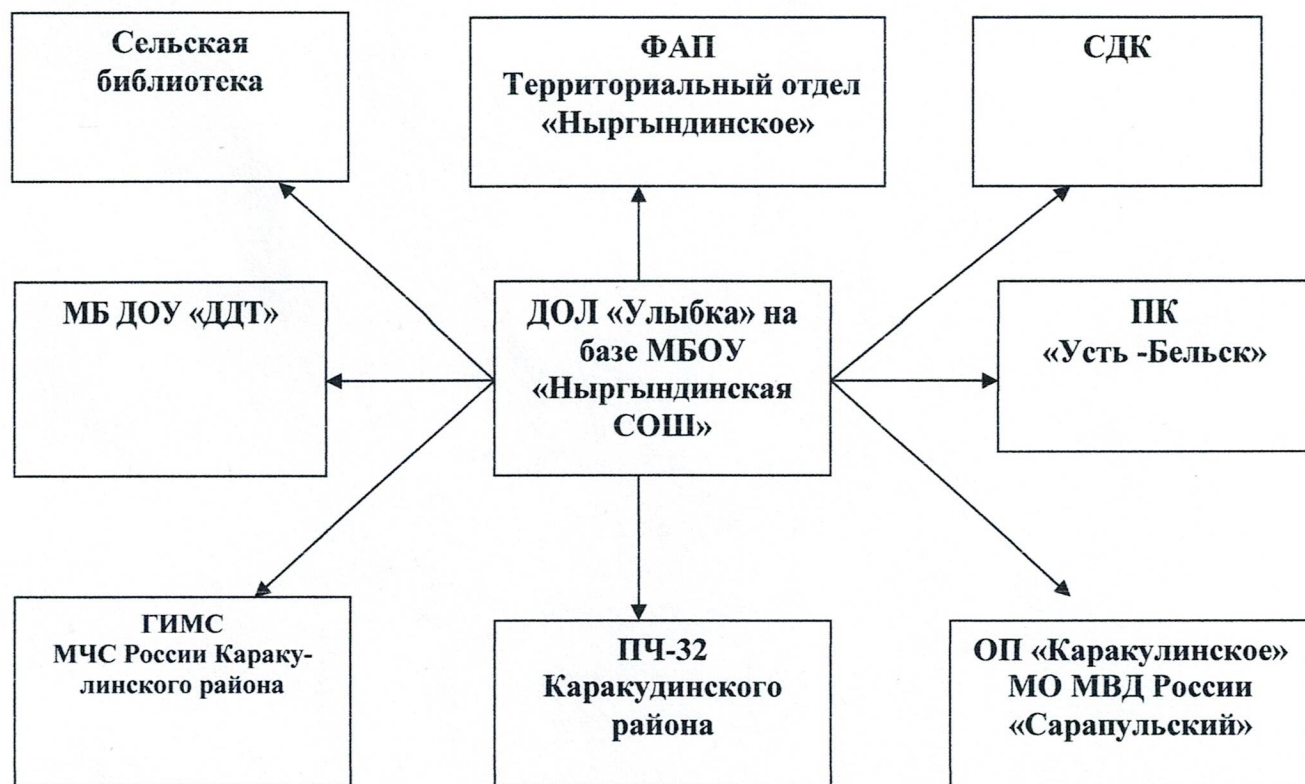 Сельская
библиотека
ФАП
Территориальный отдел
«Ныргындинское»
СДК
МБ ДОУ «ДДТ»
ДОЛ «Улыбка» на
базе МБОУ
«Ныргындинская
СОШ»
ПК
«Усть -Бельск»
ГИМС
МЧС России Караку-
линского района
ПЧ-32
Каракудинского
района
ОП «Каракулинское»
МО МВД России
«Сарапульский»